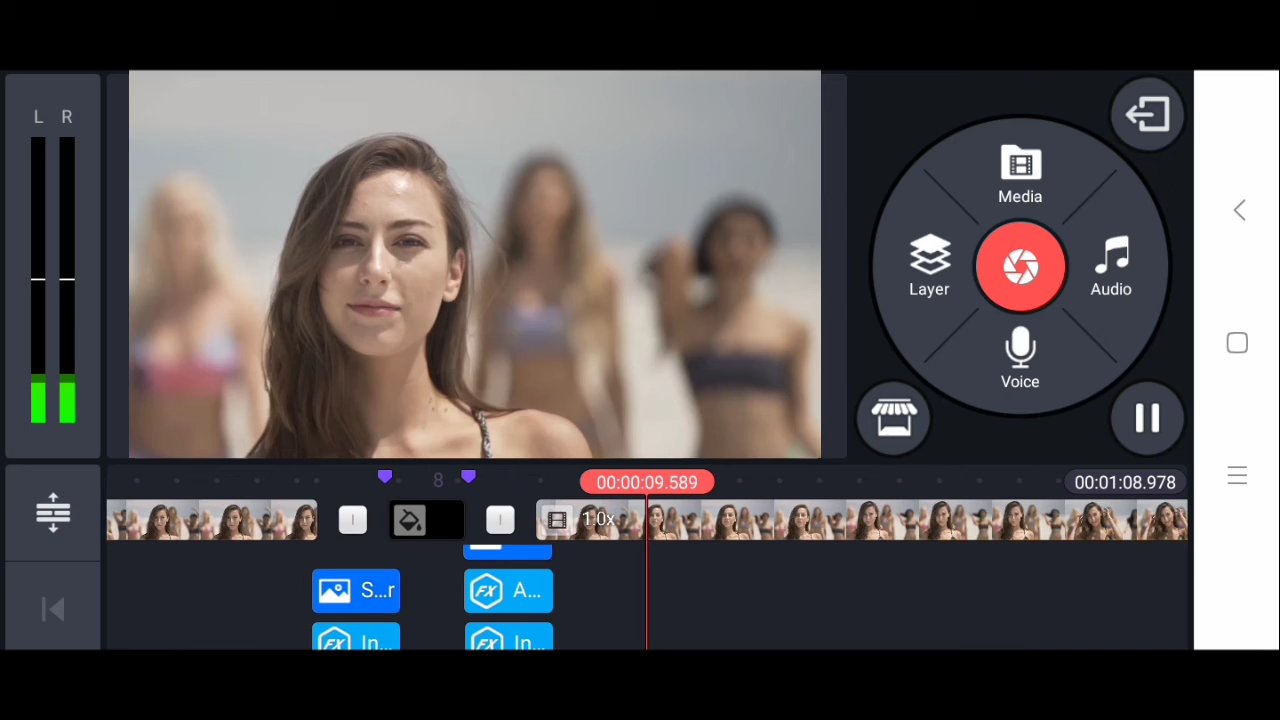 L R
Media
Layer
Audio
Voice
8
00:00:09.589
00:01:08.978
1.0x
S...r
A...
In...
In...